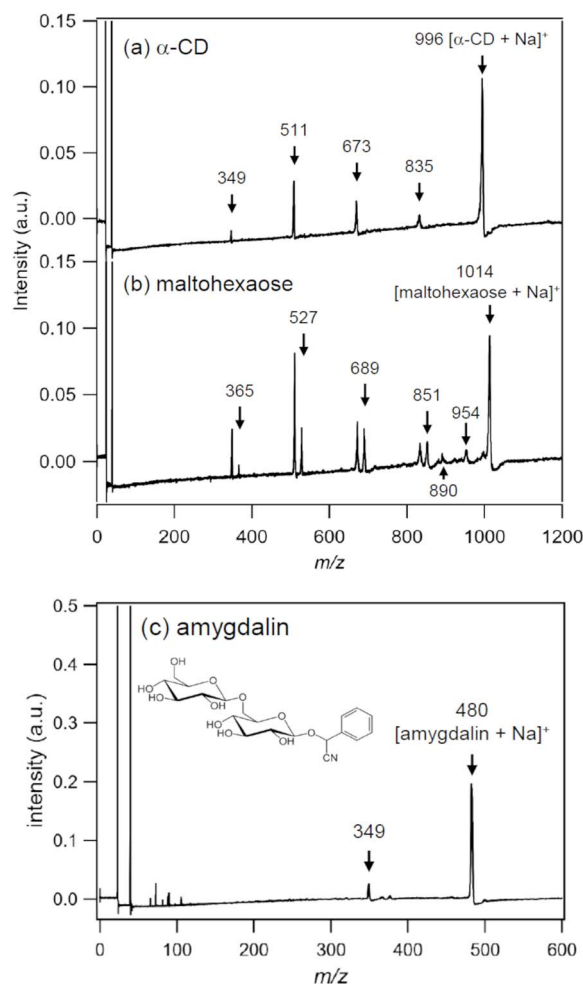 0.15
(a) α-CD
996 [α-CD + Na]⁺
0.10
511
0.05
349
673
835
0.00
Intensity (a.u.)
0.15
(b) maltohexaose
1014
[maltohexaose + Na]⁺
0.10
527
0.05
365
689
851
954
0.00
890
0 200 400 600 800 1000 1200
m/z
0.5
(c) amygdalin
0.4
OH
O
HO
HO
OH
O
O
HO
HO
OH
O
CN
480
[amygdalin + Na]⁺
0.3
intensity (a.u.)
0.2
349
0.1
0.0
0 100 200 300 400 500 600
m/z